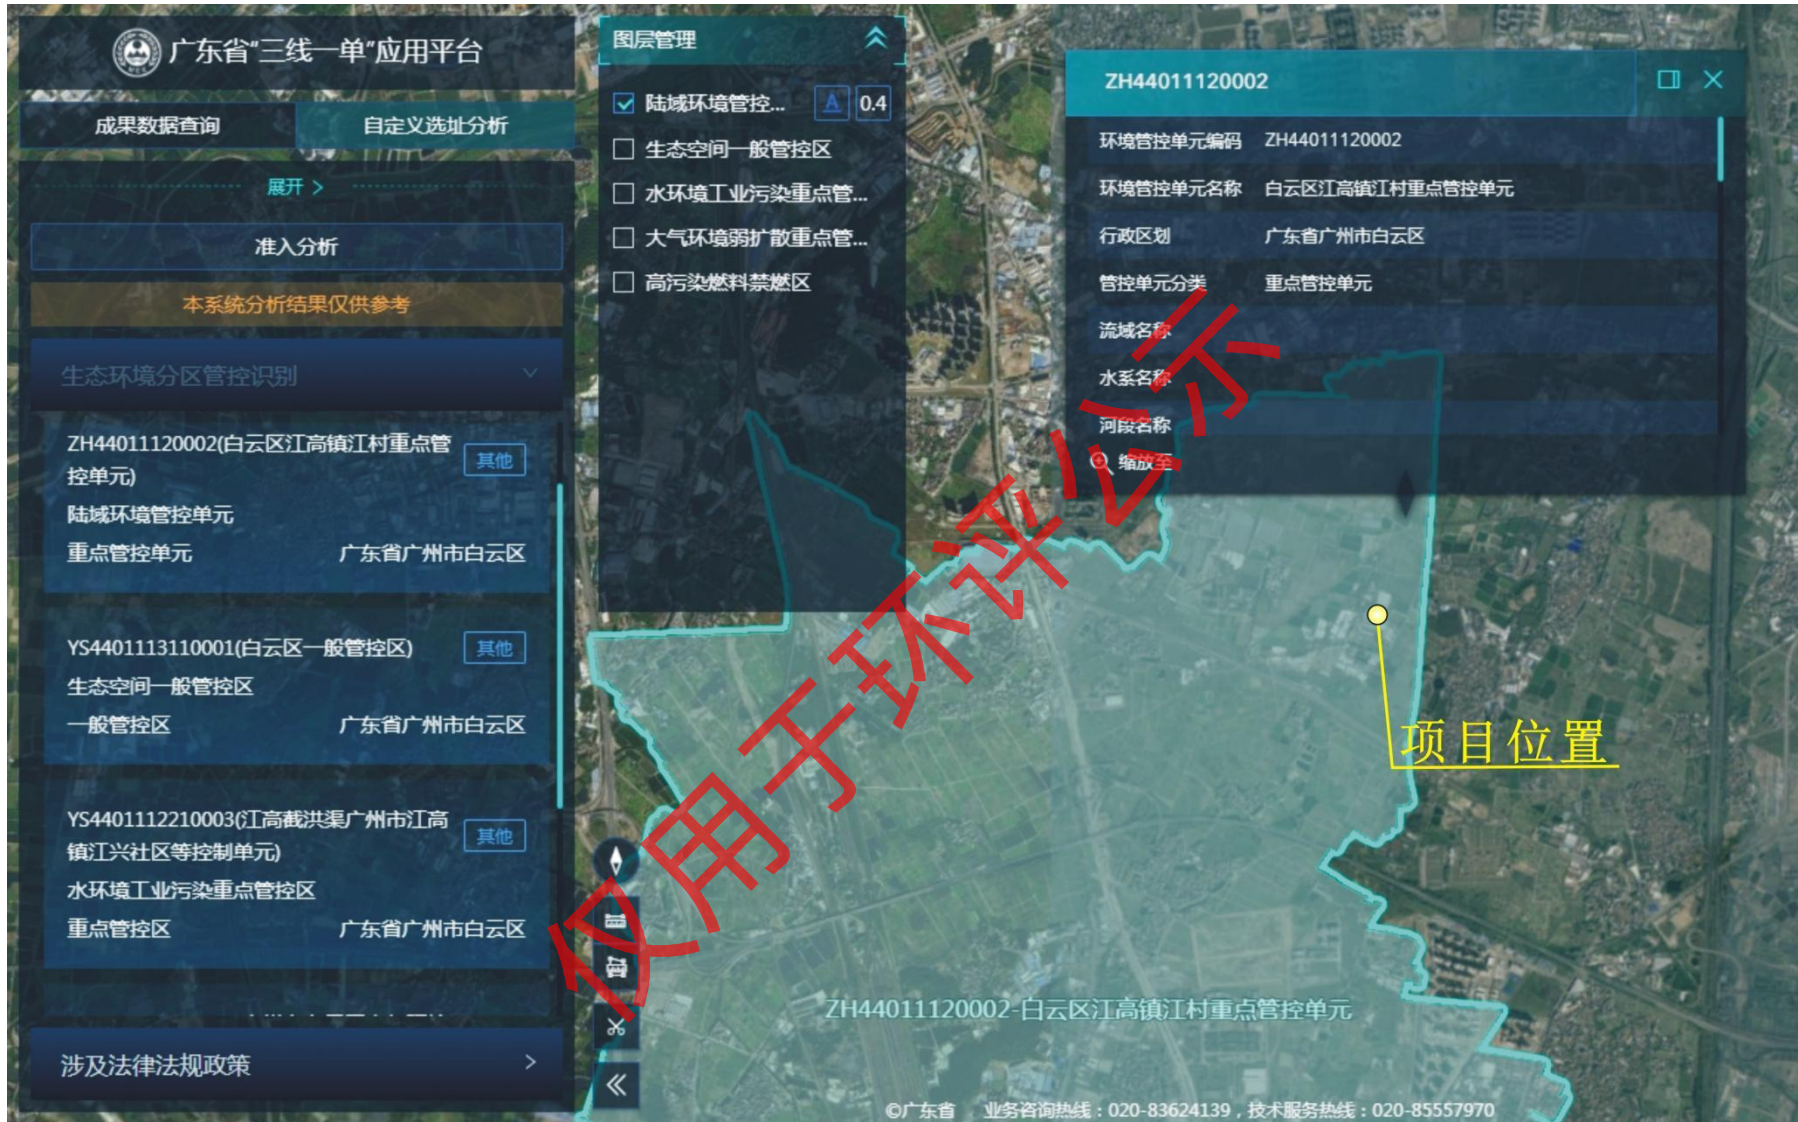 广东省“三线一单”应用平台
成果数据查询
自定义选址分析
展开 >
准入分析
本系统分析结果仅供参考
生态环境分区管控识别
ZH44011120002(白云区江高镇江村重点管
控单元)
其他
陆域环境管控单元
重点管控单元
广东省广州市白云区
YS4401113110001(白云区一般管控区)
其他
生态空间一般管控区
一般管控区
广东省广州市白云区
YS4401112210003(江高截洪渠广州市江高
镇江兴社区等控制单元)
其他
水环境工业污染重点管控区
重点管控区
广东省广州市白云区
涉及法律法规政策
图层管理
陆域环境管控...
A
0.4
生态空间一般管控区
水环境工业污染重点管...
大气环境弱扩散重点管...
高污染燃料禁燃区
ZH44011120002
环境管控单元编码 ZH44011120002
环境管控单元名称 白云区江高镇江村重点管控单元
行政区划 广东省广州市白云区
管控单元分类 重点管控单元
流域名称
水系名称
河段名称
缩放至
项目位置
仅用于环评公示
ZH44011120002-白云区江高镇江村重点管控单元
©广东省 业务咨询热线：020-83624139，技术服务热线：020-85557970